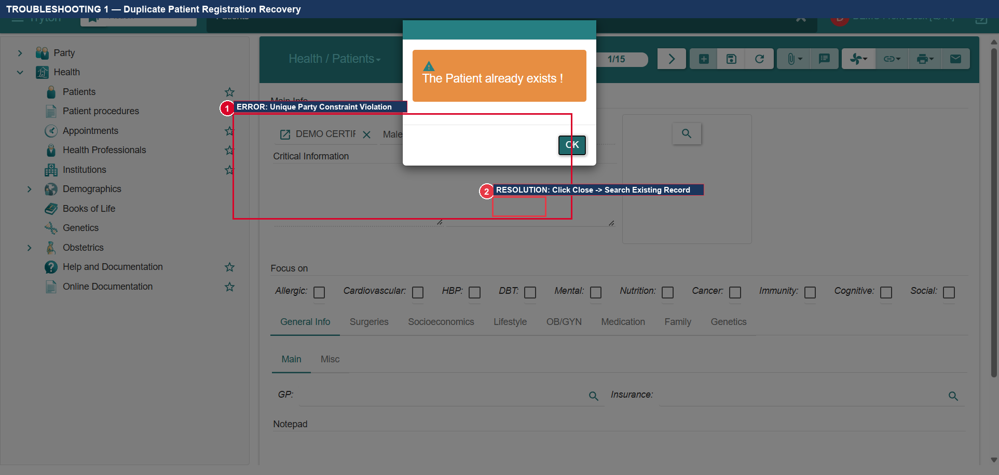 TROUBLESHOOTING 1 — Duplicate Patient Registration Recovery
Tryton
Patients
Party
Health
Patients
Patient procedures
Appointments
Health Professionals
Institutions
Demographics
Books of Life
Genetics
Obstetrics
Help and Documentation
Online Documentation
Health / Patients
1/15
The Patient already exists !
OK
Main Info
1
ERROR: Unique Party Constraint Violation
DEMO CERTIF
Male
Critical Information
2
RESOLUTION: Click Close -> Search Existing Record
Focus on
Allergic:
Cardiovascular:
HBP:
DBT:
Mental:
Nutrition:
Cancer:
Immunity:
Cognitive:
Social:
General Info
Surgeries
Socioeconomics
Lifestyle
OB/GYN
Medication
Family
Genetics
Main
Misc
GP:
Insurance:
Notepad